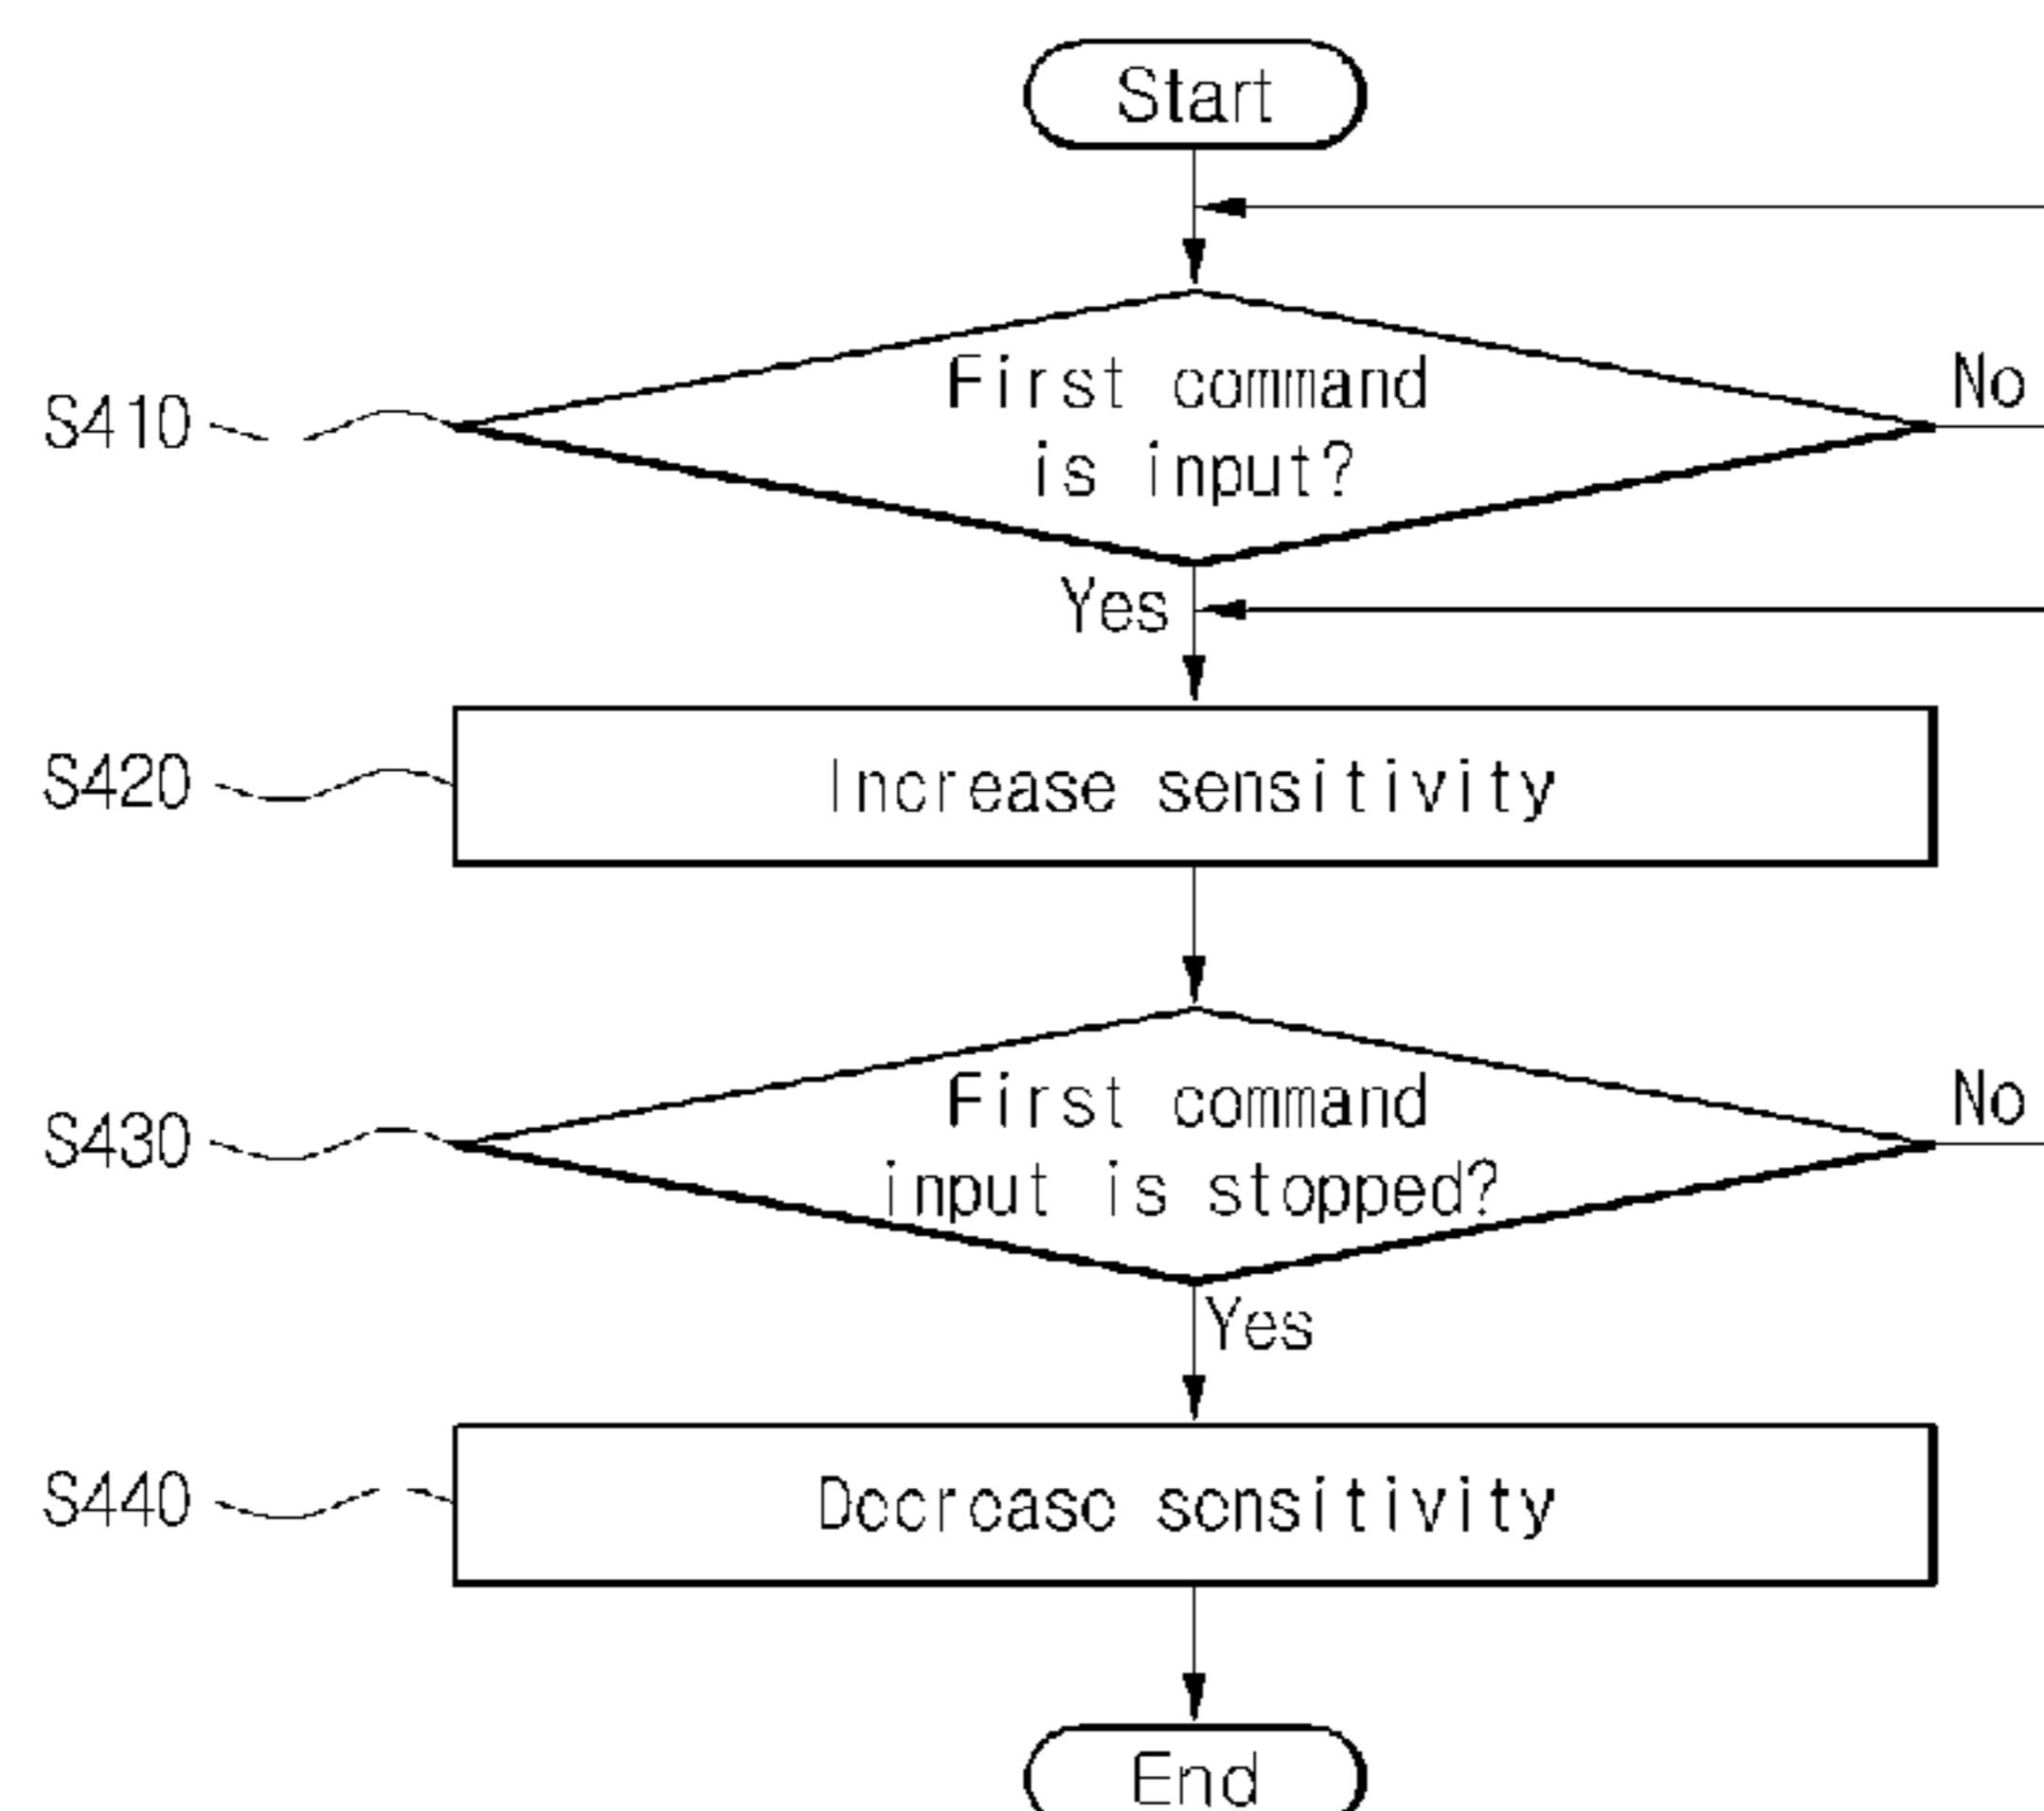 Start
First command
is input?
No
S410
Yes
S420
Increase sensitivity
First command
input is stopped?
No
S430
Yes
S440
Decrease sensitivity
End